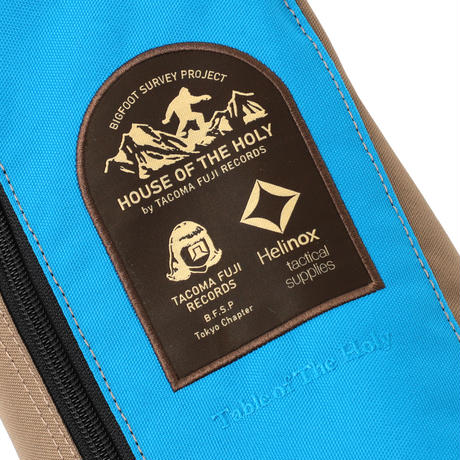 BIGFOOT SURVEY PROJECT
HOUSE OF THE HOLY
by TACOMA FUJI RECORDS
TACOMA FUJI
RECORDS
B.F.S.P
Tokyo Chapter
Helinox
tactical
supplies
Table of The Holy